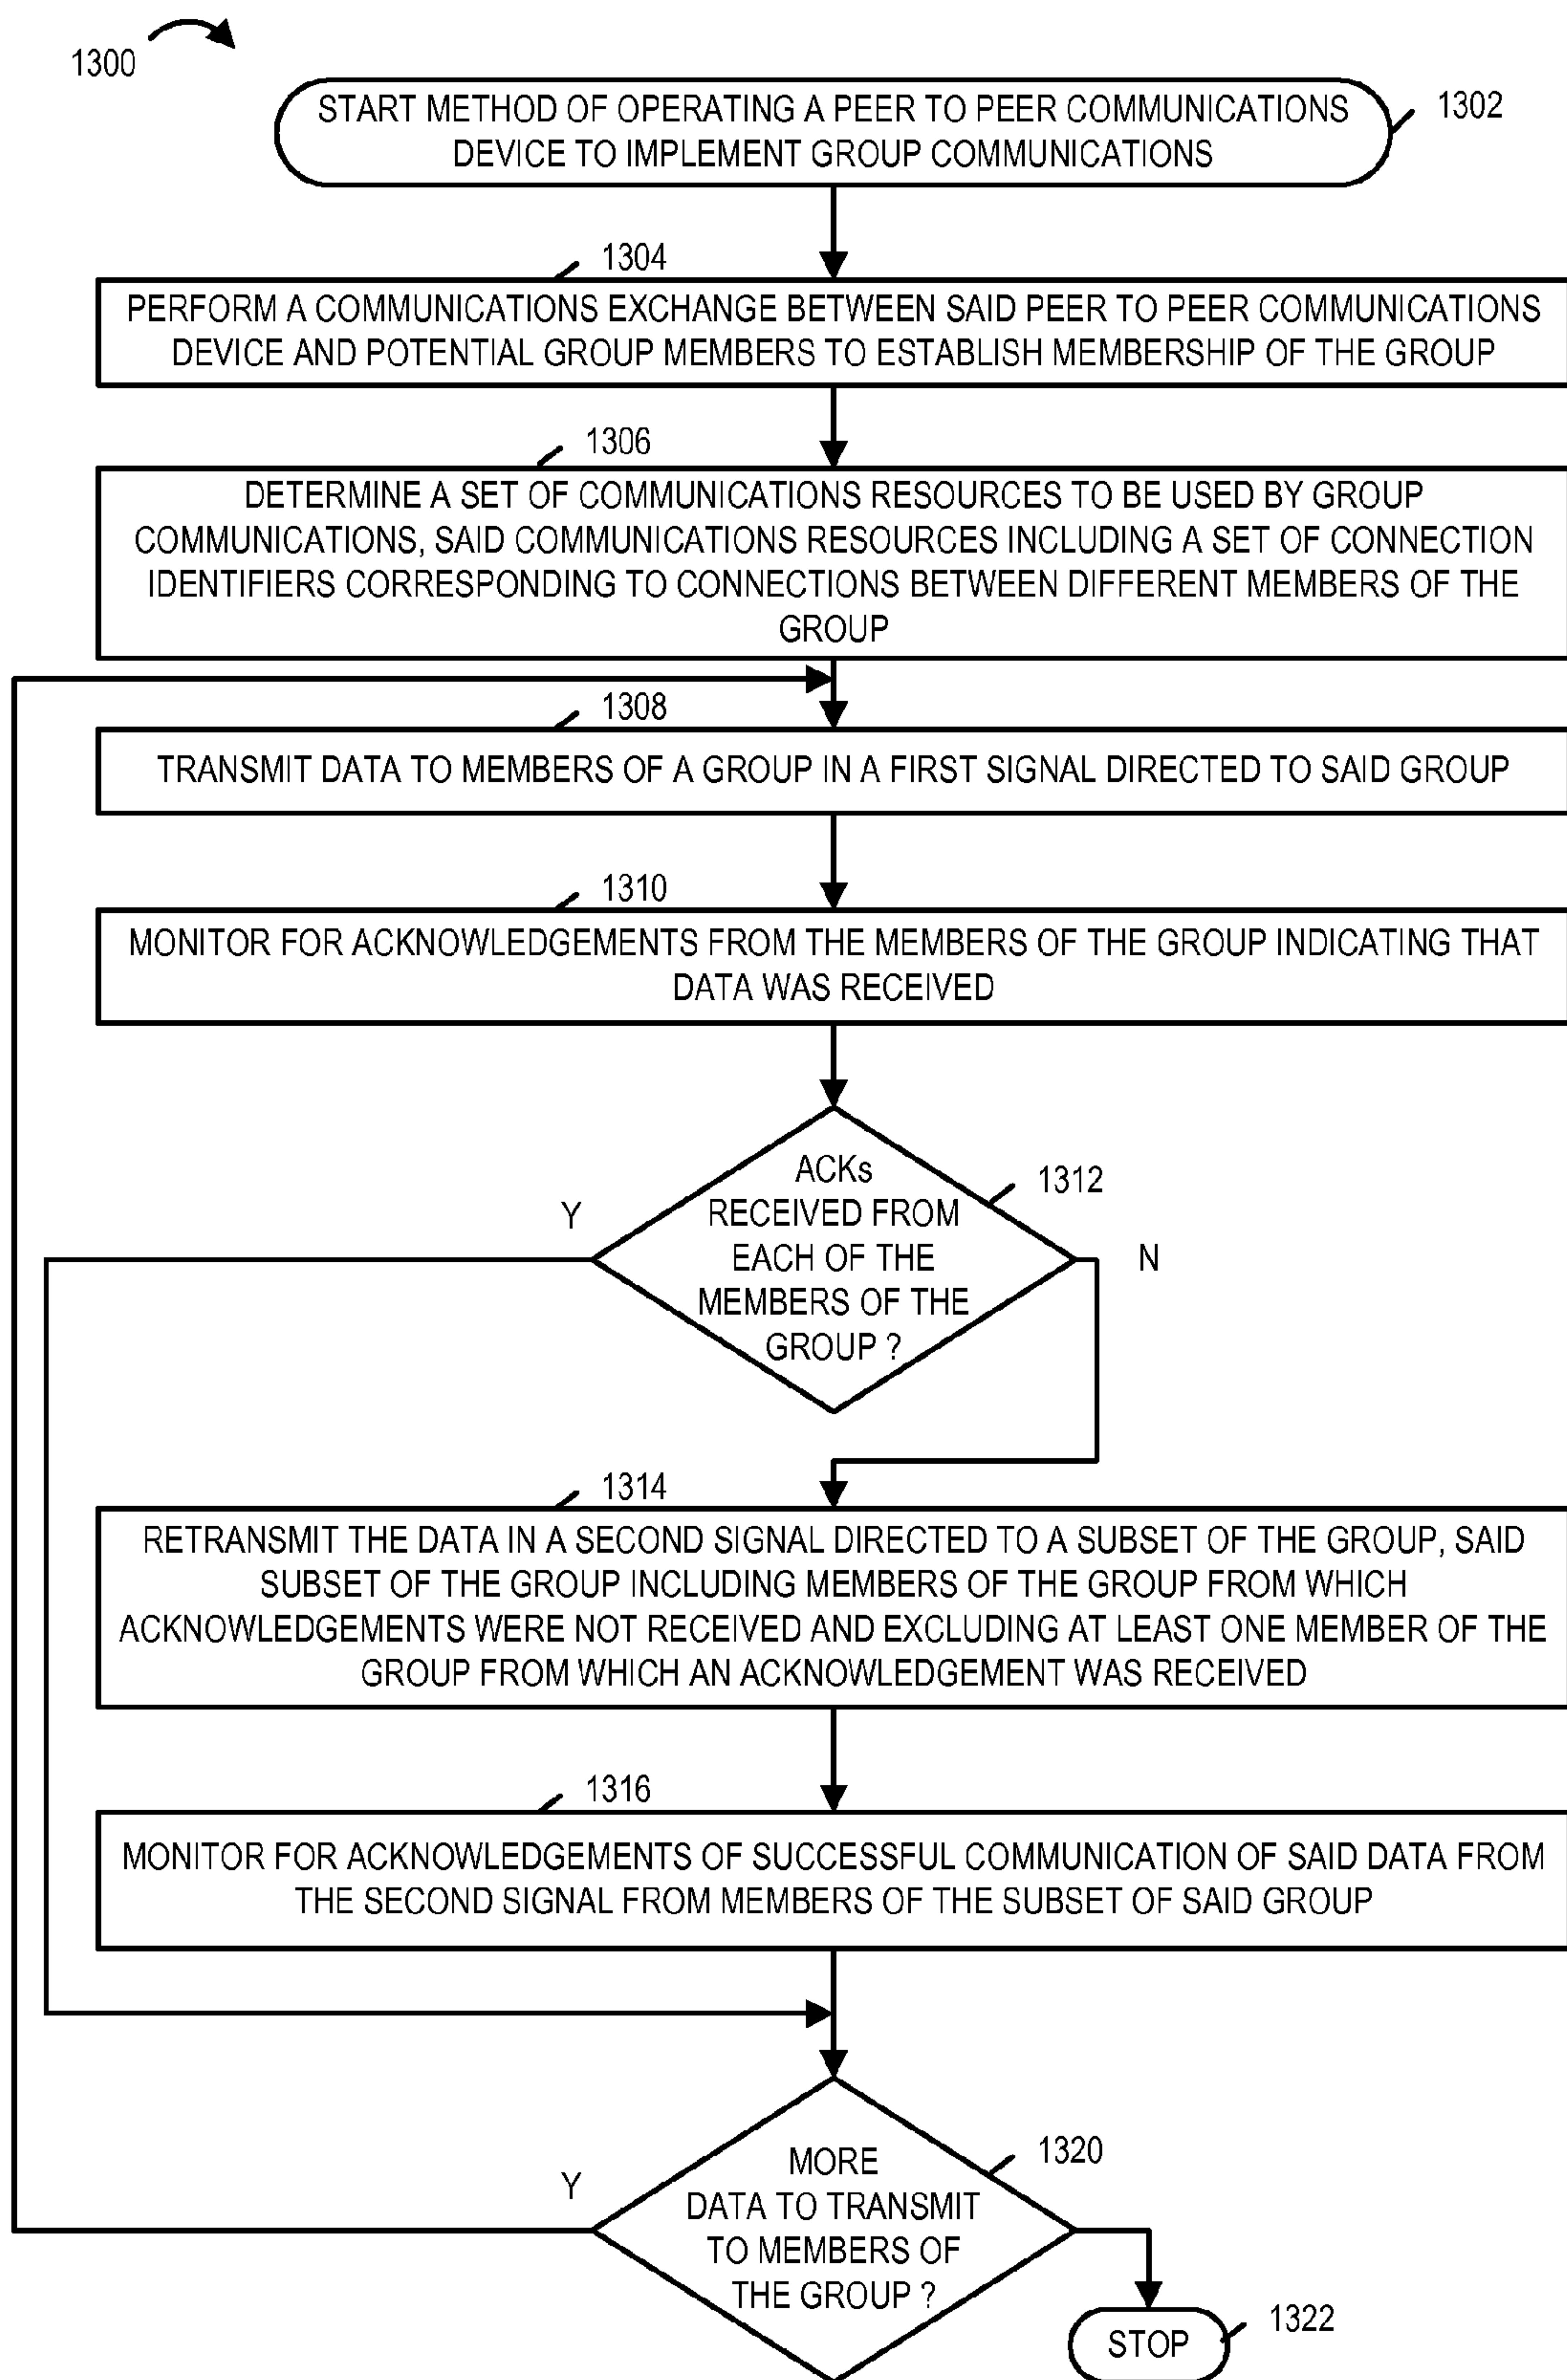 1300
START METHOD OF OPERATING A PEER TO PEER COMMUNICATIONS
DEVICE TO IMPLEMENT GROUP COMMUNICATIONS
1302
1304
PERFORM A COMMUNICATIONS EXCHANGE BETWEEN SAID PEER TO PEER COMMUNICATIONS
DEVICE AND POTENTIAL GROUP MEMBERS TO ESTABLISH MEMBERSHIP OF THE GROUP
1306
DETERMINE A SET OF COMMUNICATIONS RESOURCES TO BE USED BY GROUP
COMMUNICATIONS, SAID COMMUNICATIONS RESOURCES INCLUDING A SET OF CONNECTION
IDENTIFIERS CORRESPONDING TO CONNECTIONS BETWEEN DIFFERENT MEMBERS OF THE
GROUP
1308
TRANSMIT DATA TO MEMBERS OF A GROUP IN A FIRST SIGNAL DIRECTED TO SAID GROUP
1310
MONITOR FOR ACKNOWLEDGEMENTS FROM THE MEMBERS OF THE GROUP INDICATING THAT
DATA WAS RECEIVED
1312
ACKs
RECEIVED FROM
EACH OF THE
MEMBERS OF THE
GROUP ?
Y
N
1314
RETRANSMIT THE DATA IN A SECOND SIGNAL DIRECTED TO A SUBSET OF THE GROUP, SAID
SUBSET OF THE GROUP INCLUDING MEMBERS OF THE GROUP FROM WHICH
ACKNOWLEDGEMENTS WERE NOT RECEIVED AND EXCLUDING AT LEAST ONE MEMBER OF THE
GROUP FROM WHICH AN ACKNOWLEDGEMENT WAS RECEIVED
1316
MONITOR FOR ACKNOWLEDGEMENTS OF SUCCESSFUL COMMUNICATION OF SAID DATA FROM
THE SECOND SIGNAL FROM MEMBERS OF THE SUBSET OF SAID GROUP
1320
MORE
DATA TO TRANSMIT
TO MEMBERS OF
THE GROUP ?
Y
STOP
1322